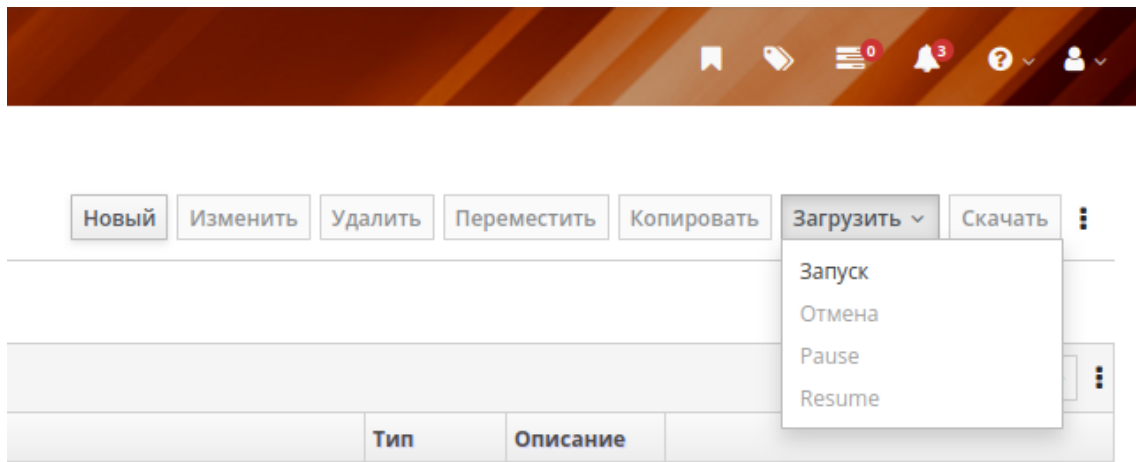 0
3
Новый Изменить Удалить Переместить Копировать Загрузить Скачать
Запуск
Отмена
Pause
Resume
Тип Описание